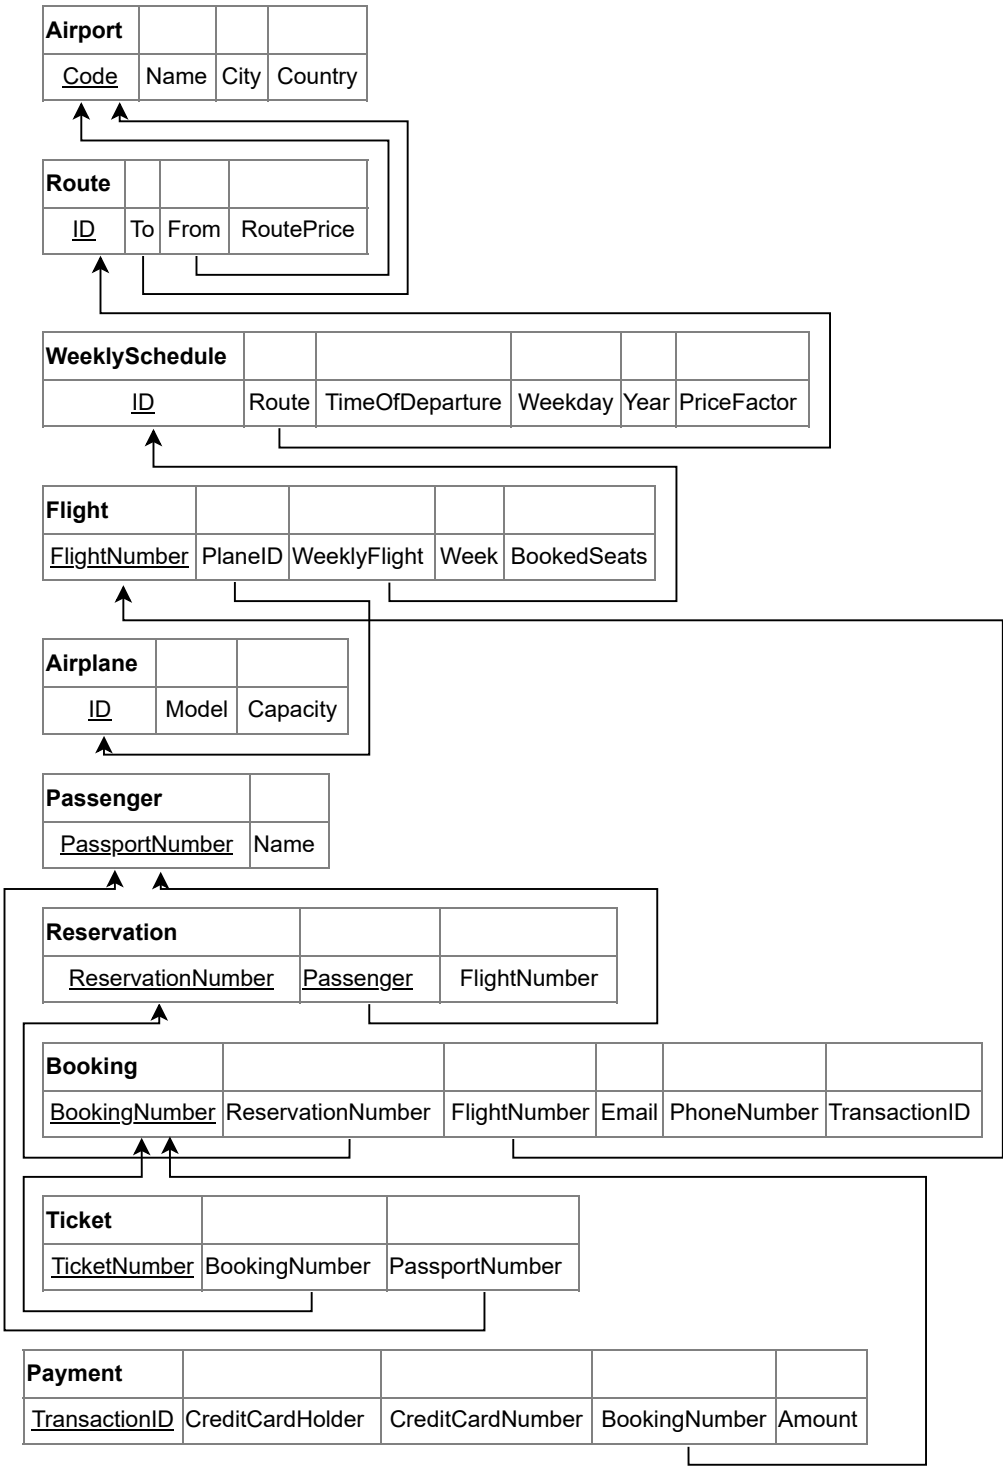 Airport
Code Name City Country
Route
ID To From RoutePrice
WeeklySchedule
ID Route TimeOfDeparture Weekday Year PriceFactor
Flight
FlightNumber PlaneID WeeklyFlight Week BookedSeats
Airplane
ID Model Capacity
Passenger
PassportNumber Name
Reservation
ReservationNumber Passenger FlightNumber
Booking
BookingNumber ReservationNumber FlightNumber Email PhoneNumber TransactionID
Ticket
TicketNumber BookingNumber PassportNumber
Payment
TransactionID CreditCardHolder CreditCardNumber BookingNumber Amount